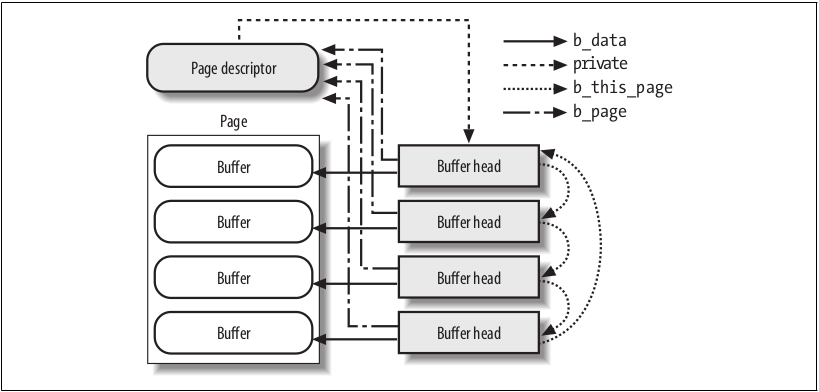 b_data
Page descriptor
private
b_this_page
b_page
Page
Buffer
Buffer head
Buffer
Buffer head
Buffer
Buffer head
Buffer
Buffer head